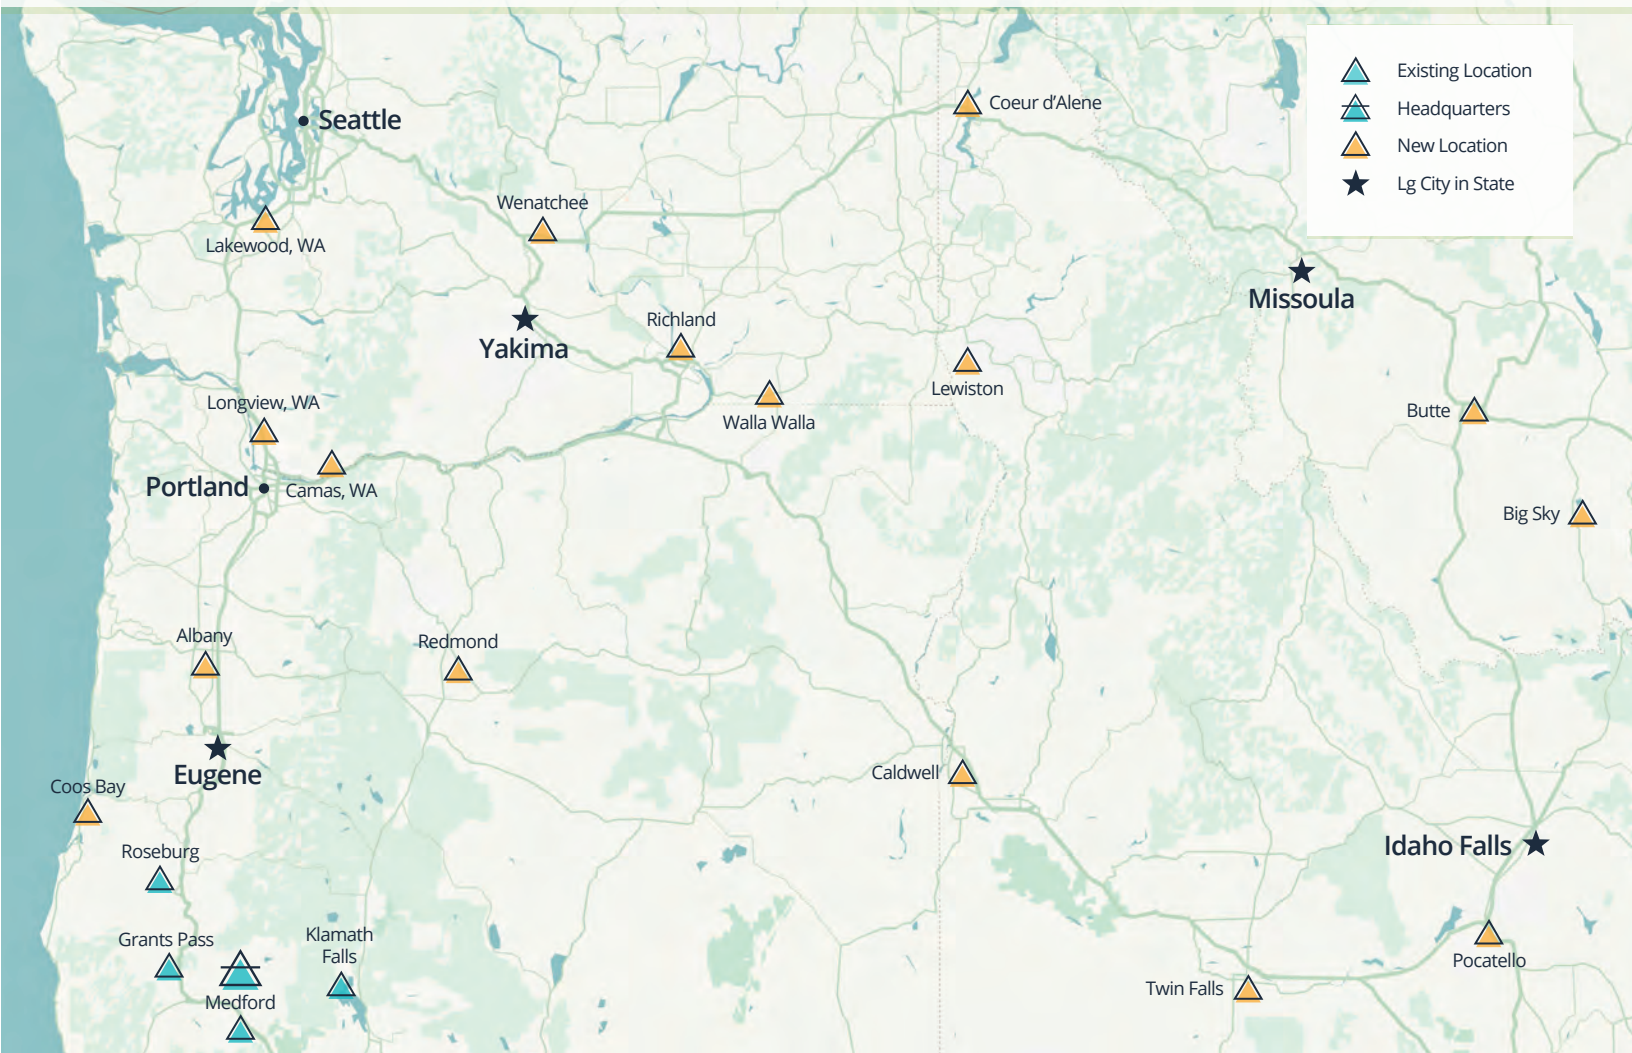 Existing Location
Headquarters
New Location
Lg City in State
Coeur d'Alene
Seattle
Wenatchee
Lakewood, WA
Missoula
Richland
Yakima
Lewiston
Longview, WA
Walla Walla
Butte
Portland
Camas, WA
Big Sky
Albany
Redmond
Eugene
Caldwell
Coos Bay
Roseburg
Idaho Falls
Grants Pass
Klamath
Falls
Medford
Pocatello
Twin Falls